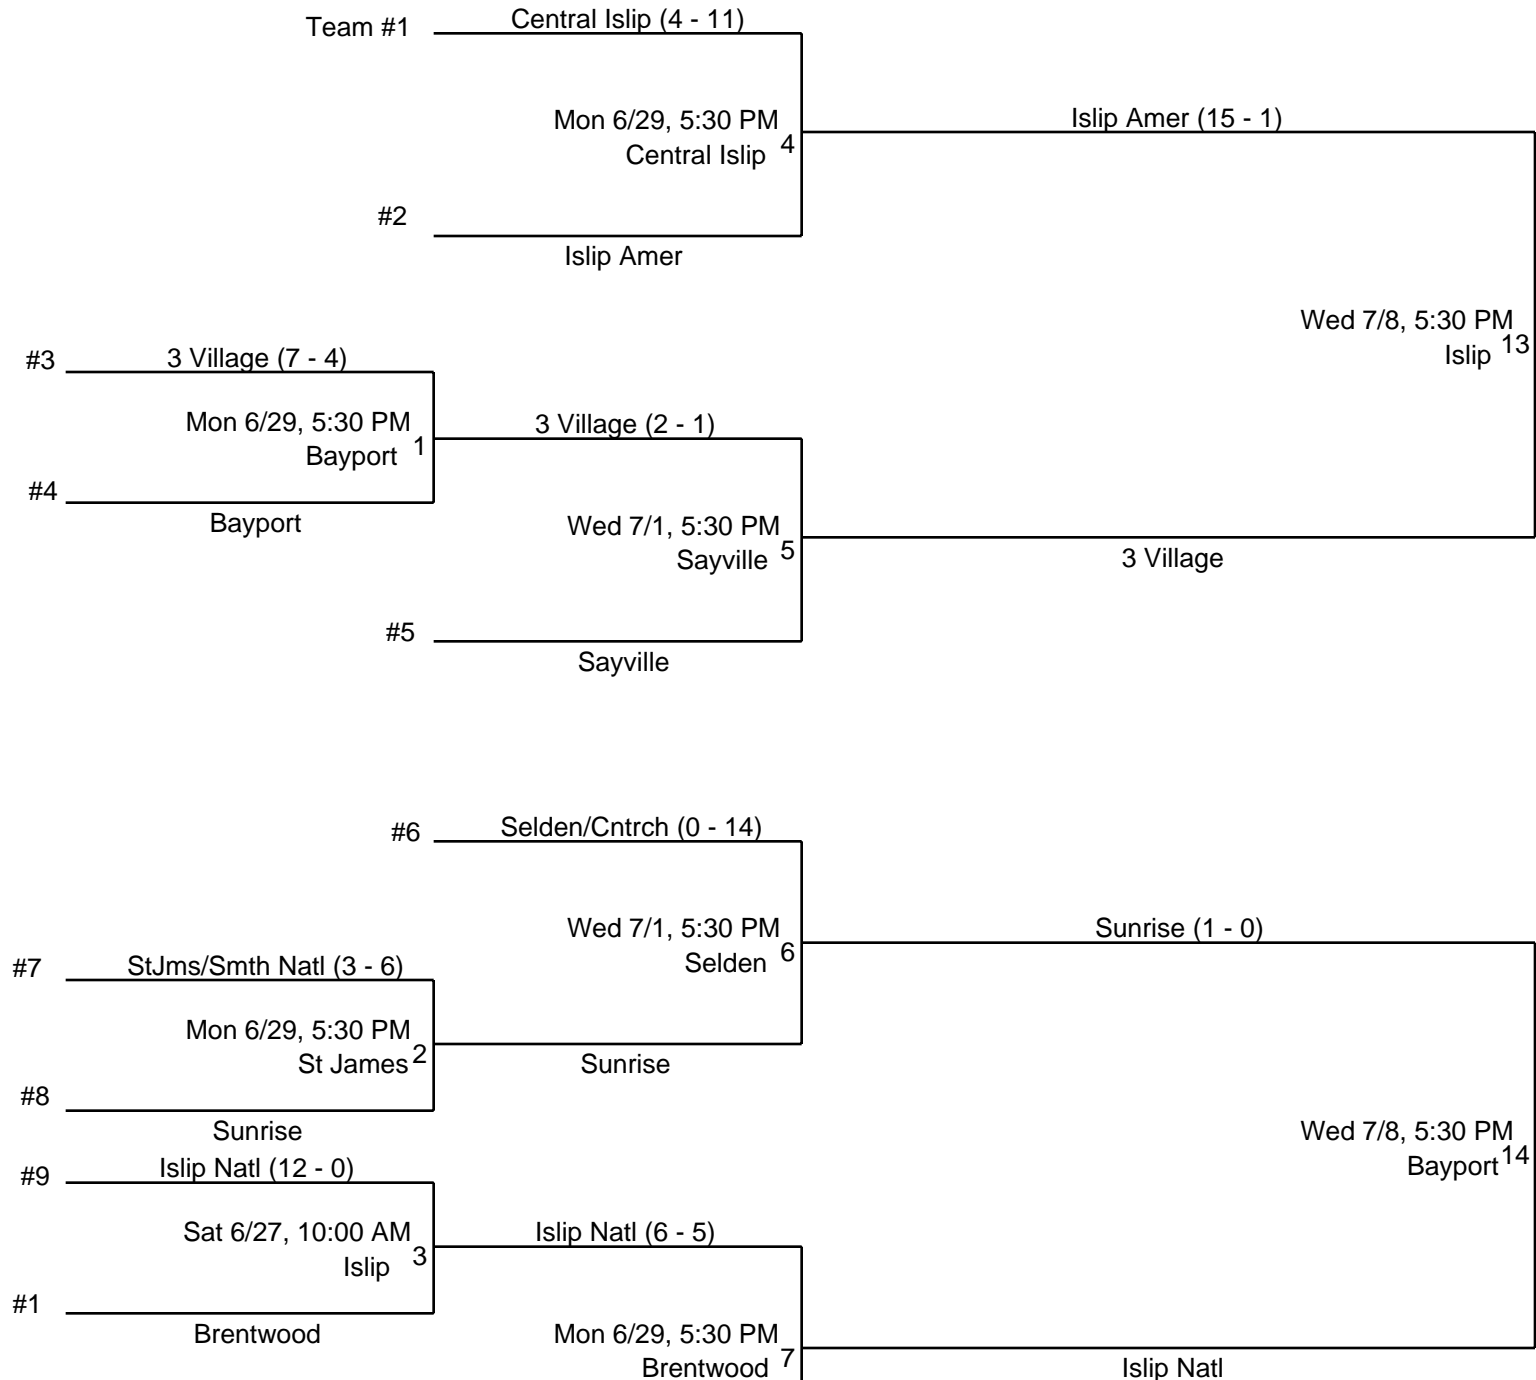 Team #1
Central Islip (4 - 11)
Mon 6/29, 5:30 PM
Central Islip 4
Islip Amer (15 - 1)
#2
Islip Amer
Wed 7/8, 5:30 PM
Islip 13
#3
3 Village (7 - 4)
Mon 6/29, 5:30 PM
Bayport 1
3 Village (2 - 1)
#4
Bayport
Wed 7/1, 5:30 PM
Sayville 5
3 Village
#5
Sayville
#6
Selden/Cntrch (0 - 14)
Wed 7/1, 5:30 PM
Selden 6
Sunrise (1 - 0)
#7
StJms/Smth Natl (3 - 6)
Mon 6/29, 5:30 PM
St James 2
Sunrise
#8
Sunrise
Wed 7/8, 5:30 PM
Bayport 14
#9
Islip Natl (12 - 0)
Sat 6/27, 10:00 AM
Islip 3
Islip Natl (6 - 5)
#1
Brentwood
Mon 6/29, 5:30 PM
Brentwood 7
Islip Natl